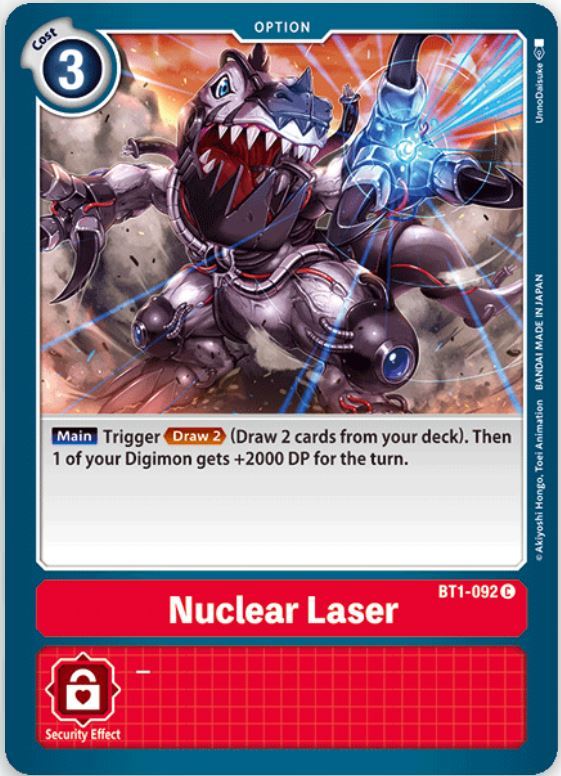 Cost
3
OPTION
UnnoDaisuke
Main Trigger Draw 2 (Draw 2 cards from your deck). Then
1 of your Digimon gets +2000 DP for the turn.
© Akiyoshi Hongo, Toei Animation BANDAI MADE IN JAPAN
BT1-092 C
Nuclear Laser
–
Security Effect